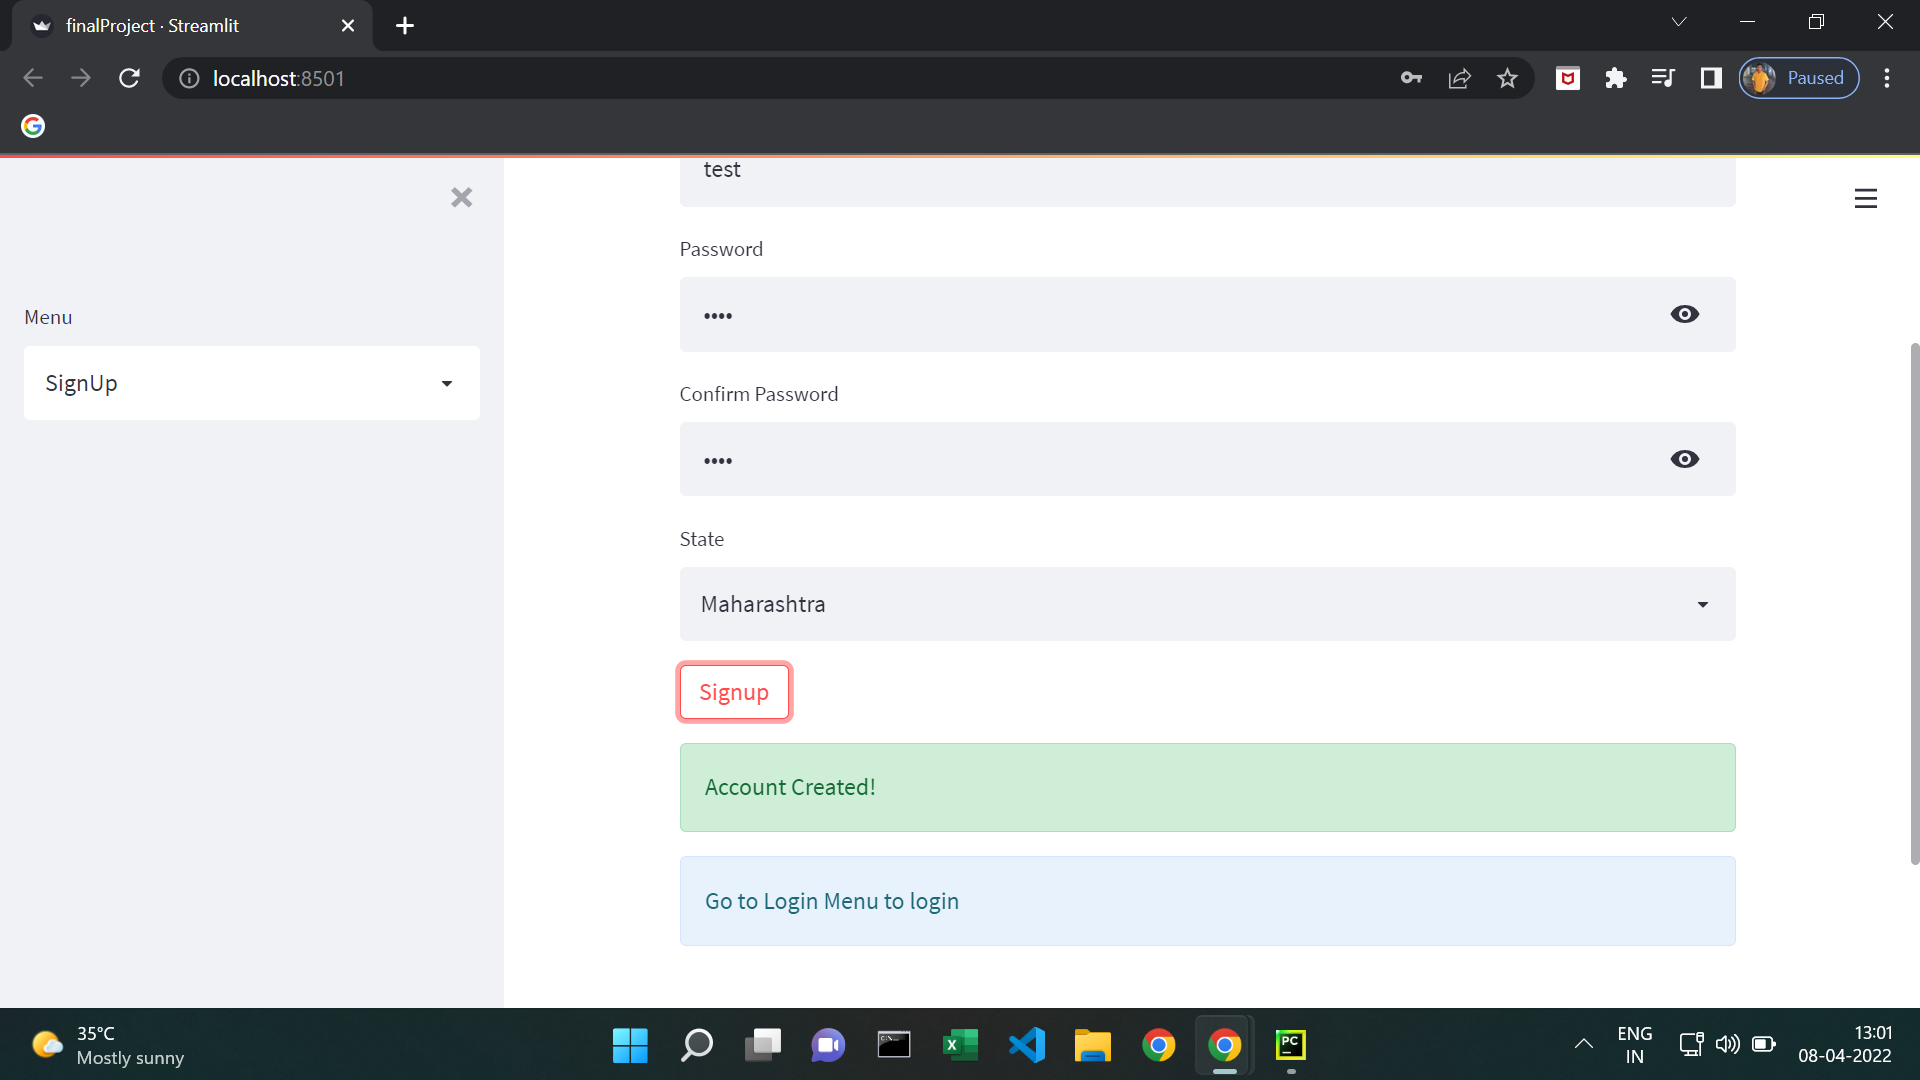 finalProject · Streamlit
localhost:8501
Paused
test
Password
••••
Menu
SignUp
Confirm Password
••••
State
Maharashtra
Signup
Account Created!
Go to Login Menu to login
35°C
Mostly sunny
PC
ENG
IN
13:01
08-04-2022